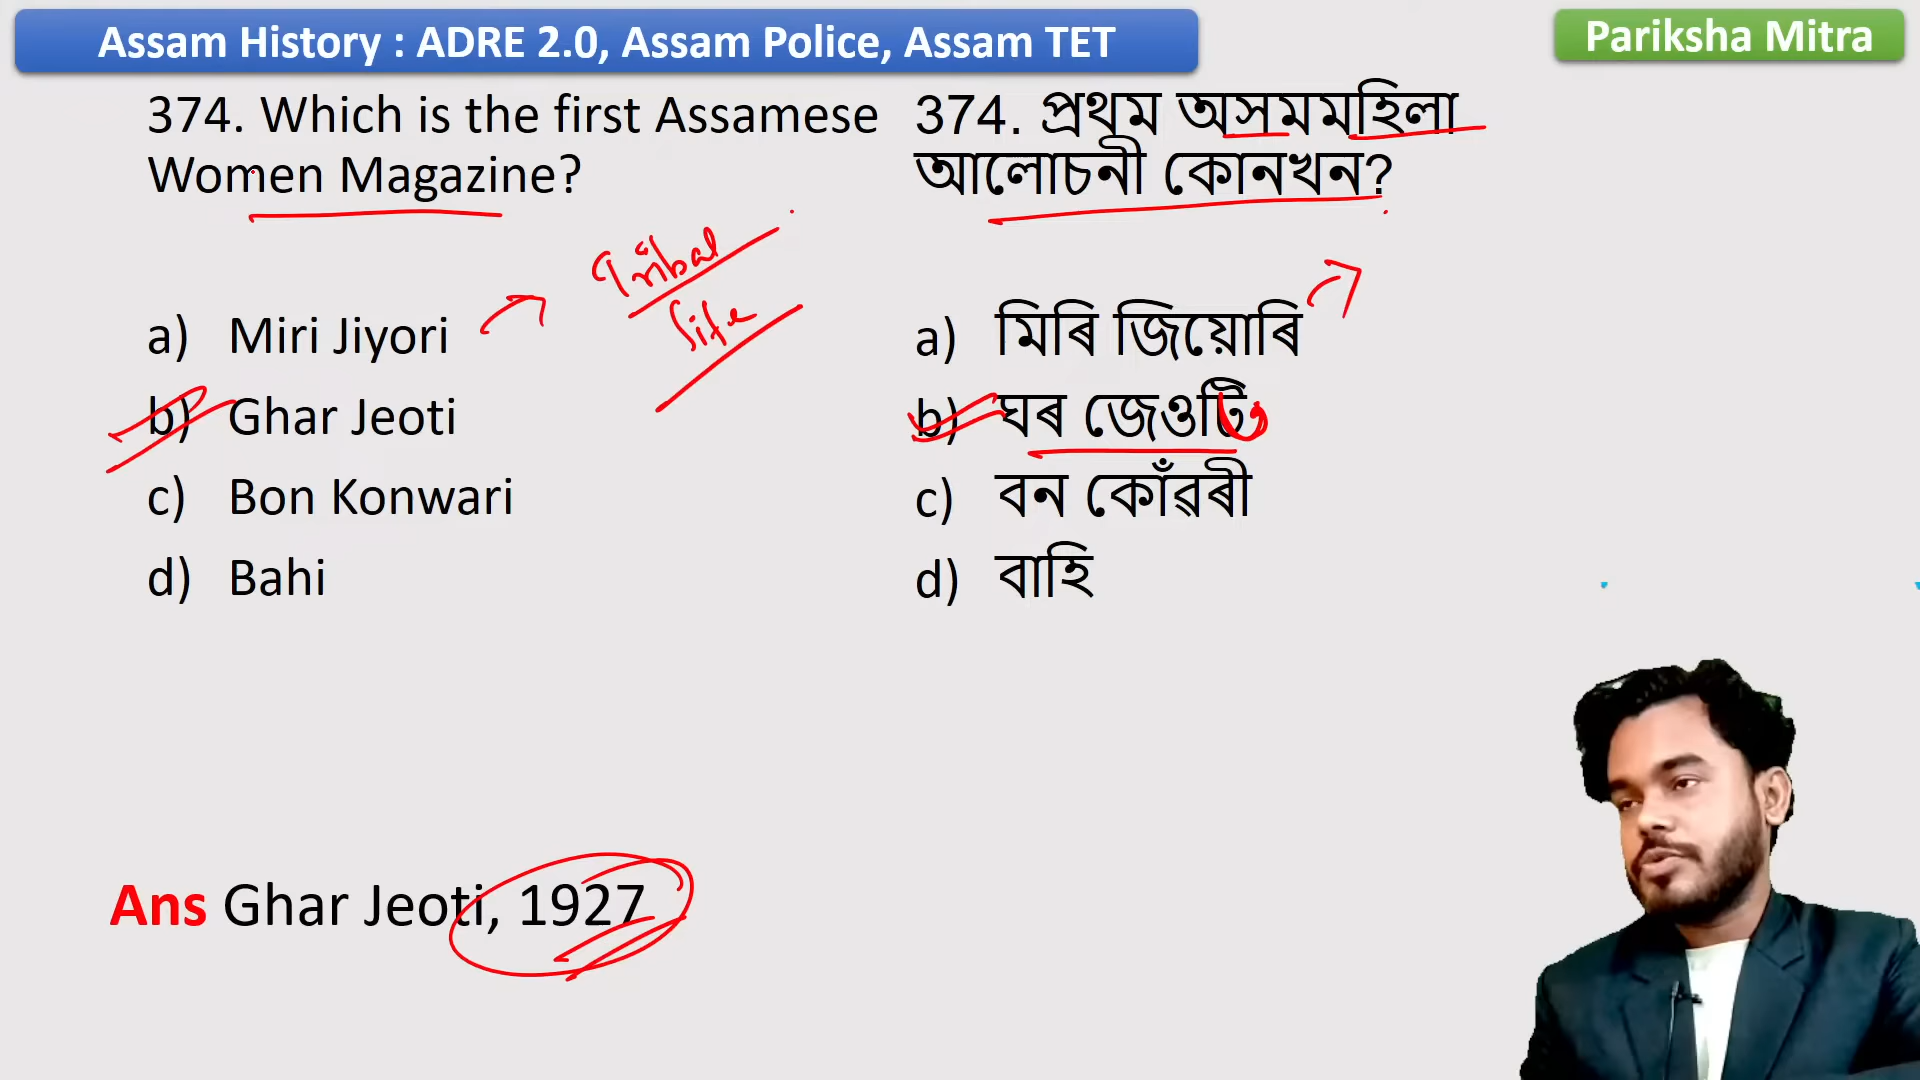 Assam History : ADRE 2.0, Assam Police, Assam TET
Pariksha Mitra
374. Which is the first Assamese
Women Magazine?
a) Miri Jiyori
b) Ghar Jeoti
c) Bon Konwari
d) Bahi
Tribal
life
374. প্ৰথম অসমমহিলা
আলোচনী কোনখন?
a) মিৰি জিয়োৰি
b) ঘৰ জেওটি
c) বন কোঁৱৰী
d) বাহি
Ans Ghar Jeoti, 1927